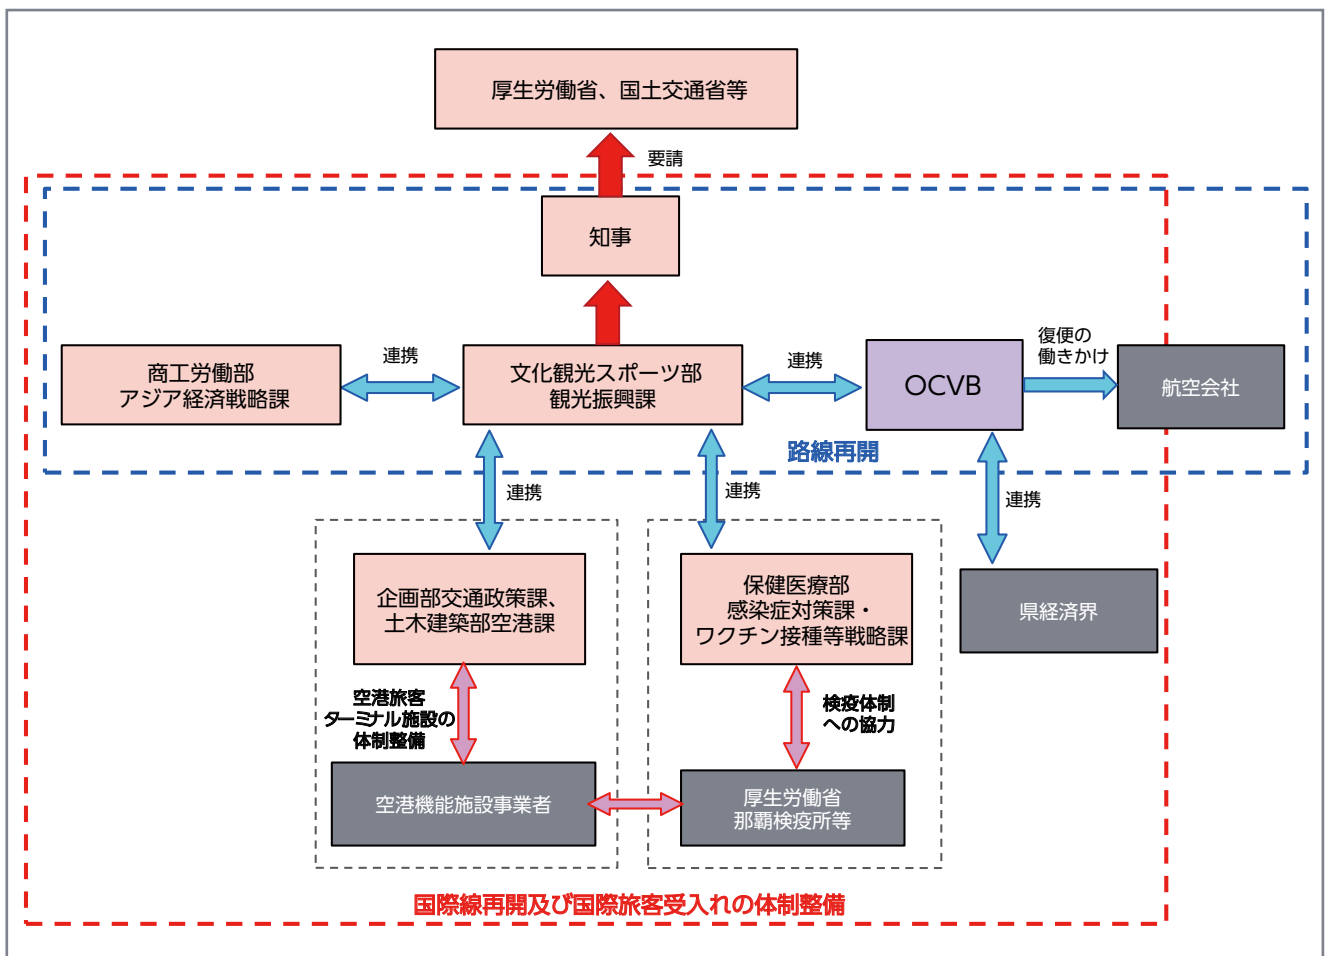 厚生労働省、国土交通省等
要請
知事
商工労働部
アジア経済戦略課
連携
文化観光スポーツ部
観光振興課
連携
OCVB
復便の
働きかけ
航空会社
路線再開
連携
連携
連携
企画部交通政策課、
土木建築部空港課
保健医療部
感染症対策課・
ワクチン接種等戦略課
県経済界
空港旅客
ターミナル施設の
体制整備
検疫体制
への協力
空港機能施設事業者
厚生労働省
那覇検疫所等
国際線再開及び国際旅客受入れの体制整備